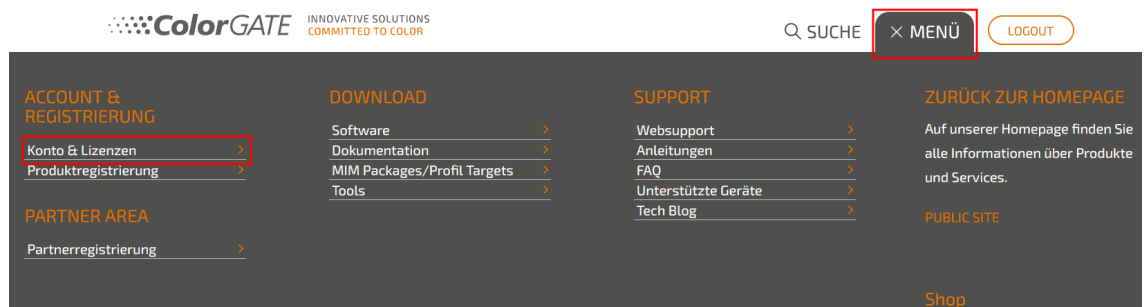 ColorGATE
INNOVATIVE SOLUTIONS
COMMITTED TO COLOR
SUCHE
MENÜ
LOGOUT
ACCOUNT &
REGISTRIERUNG
Konto & Lizenzen
Produktregistrierung
PARTNER AREA
Partnerregistrierung
DOWNLOAD
Software
Dokumentation
MIM Packages/Profil Targets
Tools
SUPPORT
Websupport
Anleitungen
FAQ
Unterstützte Geräte
Tech Blog
ZURÜCK ZUR HOMEPAGE
Auf unserer Homepage finden Sie
alle Informationen über Produkte
und Services.
PUBLIC SITE
Shop